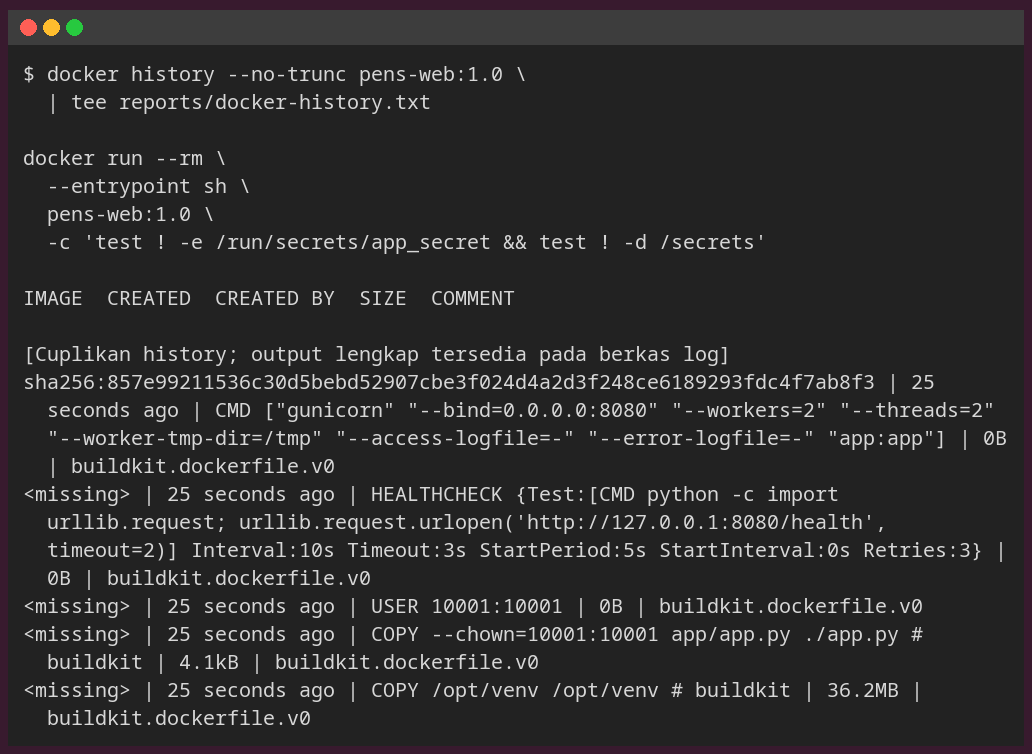 $ docker history --no-trunc pens-web:1.0 \
  | tee reports/docker-history.txt

docker run --rm \
  --entrypoint sh \
  pens-web:1.0 \
  -c 'test ! -e /run/secrets/app_secret && test ! -d /secrets'

IMAGE  CREATED  CREATED BY  SIZE  COMMENT

[Cuplikan history; output lengkap tersedia pada berkas log]
sha256:857e99211536c30d5bebd52907cbe3f024d4a2d3f248ce6189293fdc4f7ab8f3 | 25
  seconds ago | CMD ["gunicorn" "--bind=0.0.0.0:8080" "--workers=2" "--threads=2"
  "--worker-tmp-dir=/tmp" "--access-logfile=-" "--error-logfile=-" "app:app"] | 0B
  | buildkit.dockerfile.v0
<missing> | 25 seconds ago | HEALTHCHECK {Test:[CMD python -c import
  urllib.request; urllib.request.urlopen('http://127.0.0.1:8080/health',
  timeout=2)] Interval:10s Timeout:3s StartPeriod:5s StartInterval:0s Retries:3} |
  0B | buildkit.dockerfile.v0
<missing> | 25 seconds ago | USER 10001:10001 | 0B | buildkit.dockerfile.v0
<missing> | 25 seconds ago | COPY --chown=10001:10001 app/app.py ./app.py #
  buildkit | 4.1kB | buildkit.dockerfile.v0
<missing> | 25 seconds ago | COPY /opt/venv /opt/venv # buildkit | 36.2MB |
  buildkit.dockerfile.v0